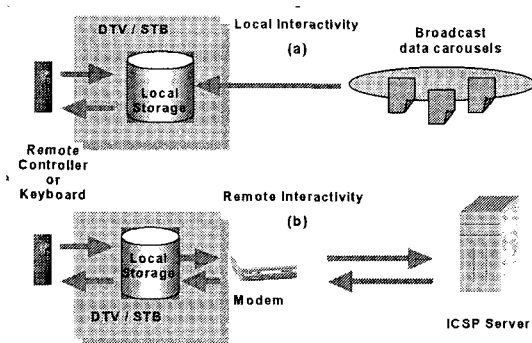 DTV / STB
Local Interactivity
(a)
Broadcast
data carousels
Local
Storage
Remote
Controller
or
Keyboard
Remote Interactivity
(b)
Local
Storage
Modem
DTV / STB
ICSP Server